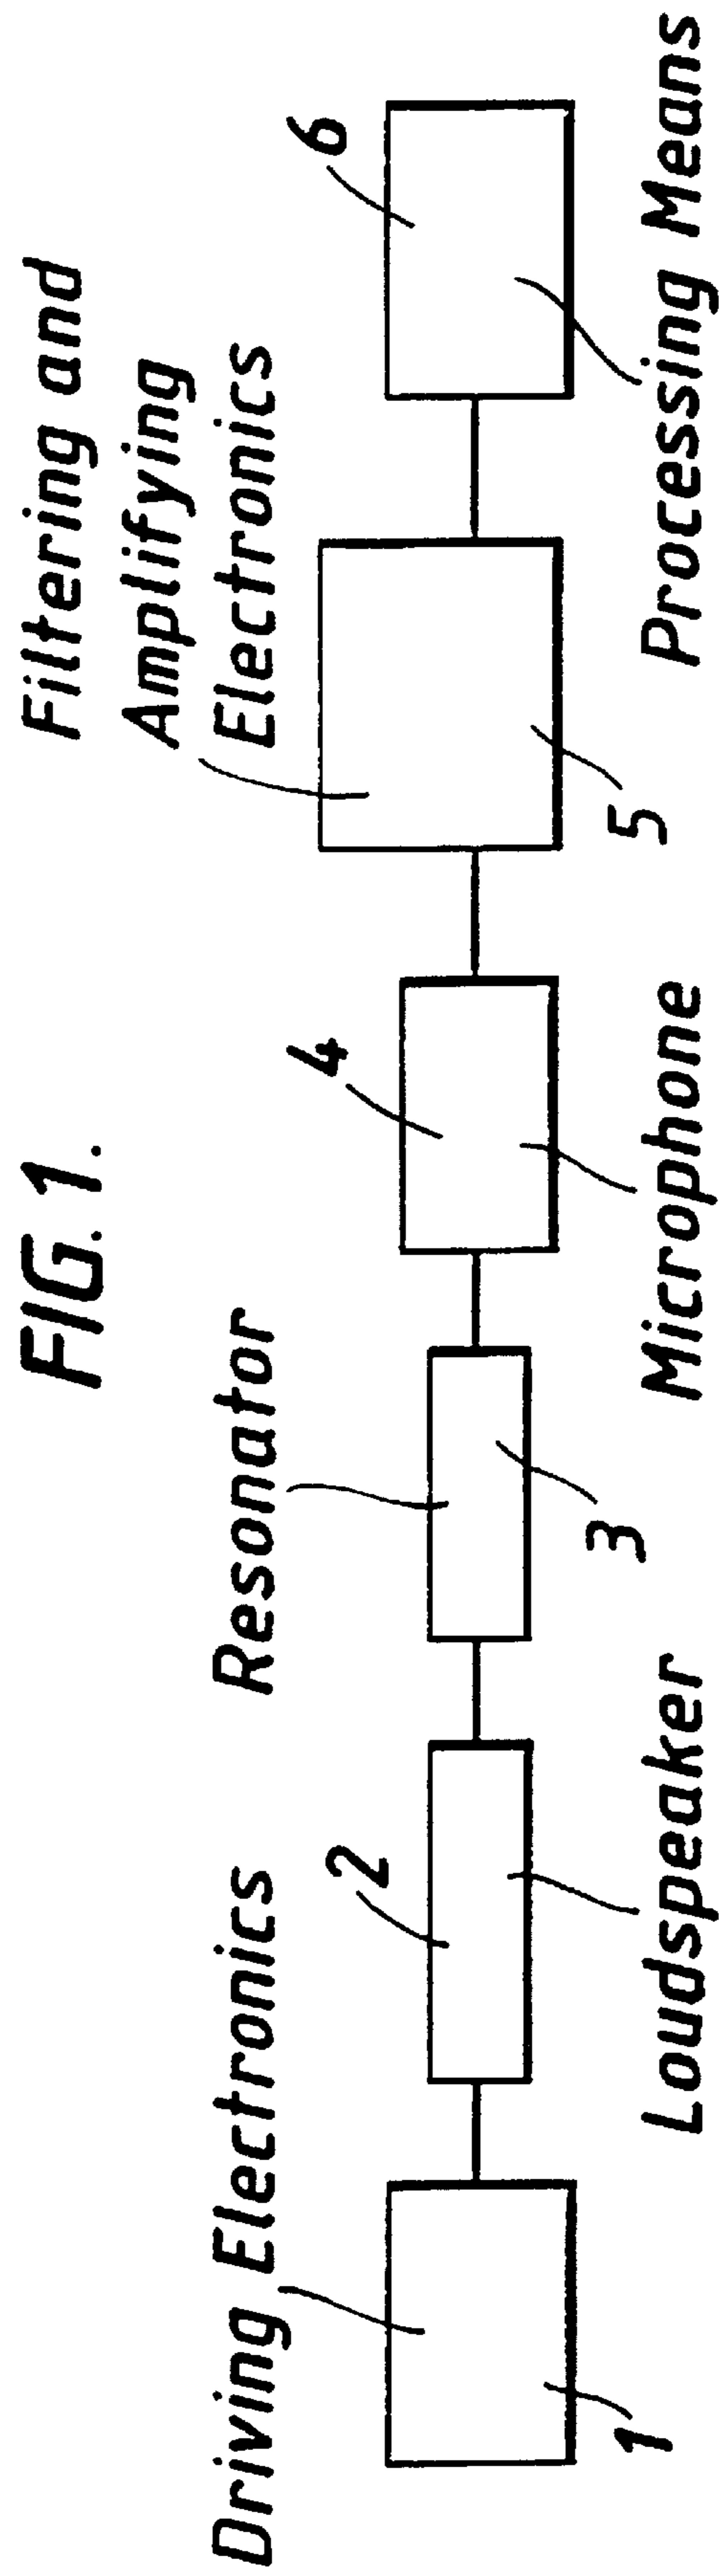 FIG. 1.
Filtering and
Amplifying
Electronics
Driving Electronics
Resonator
2
4
6
1
3
5
Loudspeaker
Microphone
Processing Means